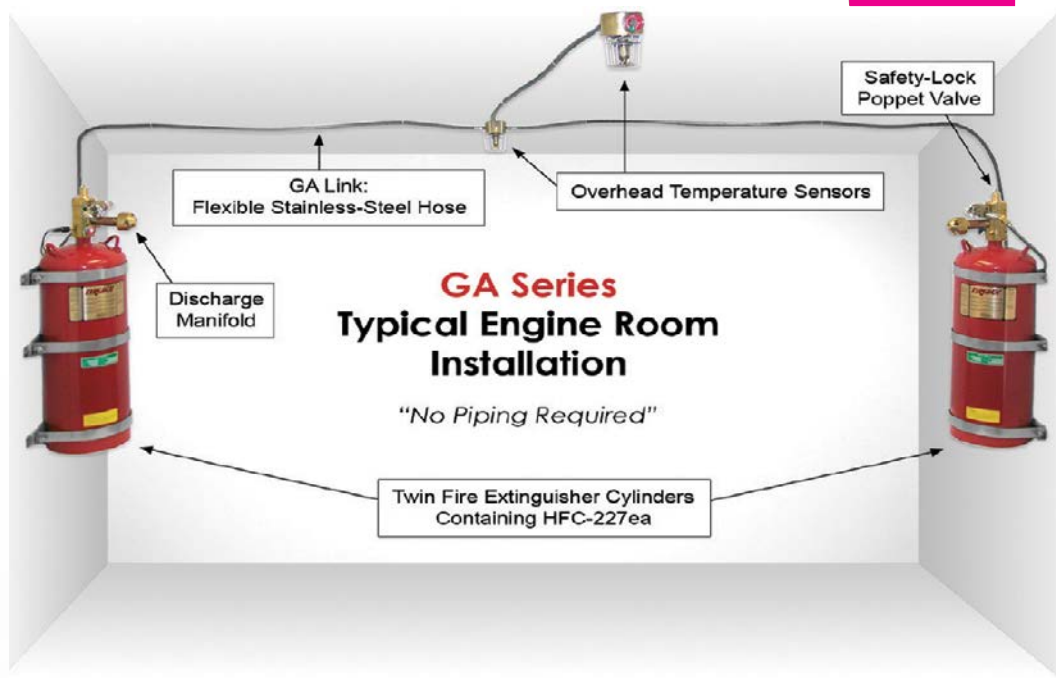 Safety-Lock
Poppet Valve
GA Link:
Flexible Stainless-Steel Hose
Overhead Temperature Sensors
Discharge
Manifold
GA Series
Typical Engine Room
Installation
“No Piping Required”
Twin Fire Extinguisher Cylinders
Containing HFC-227ea